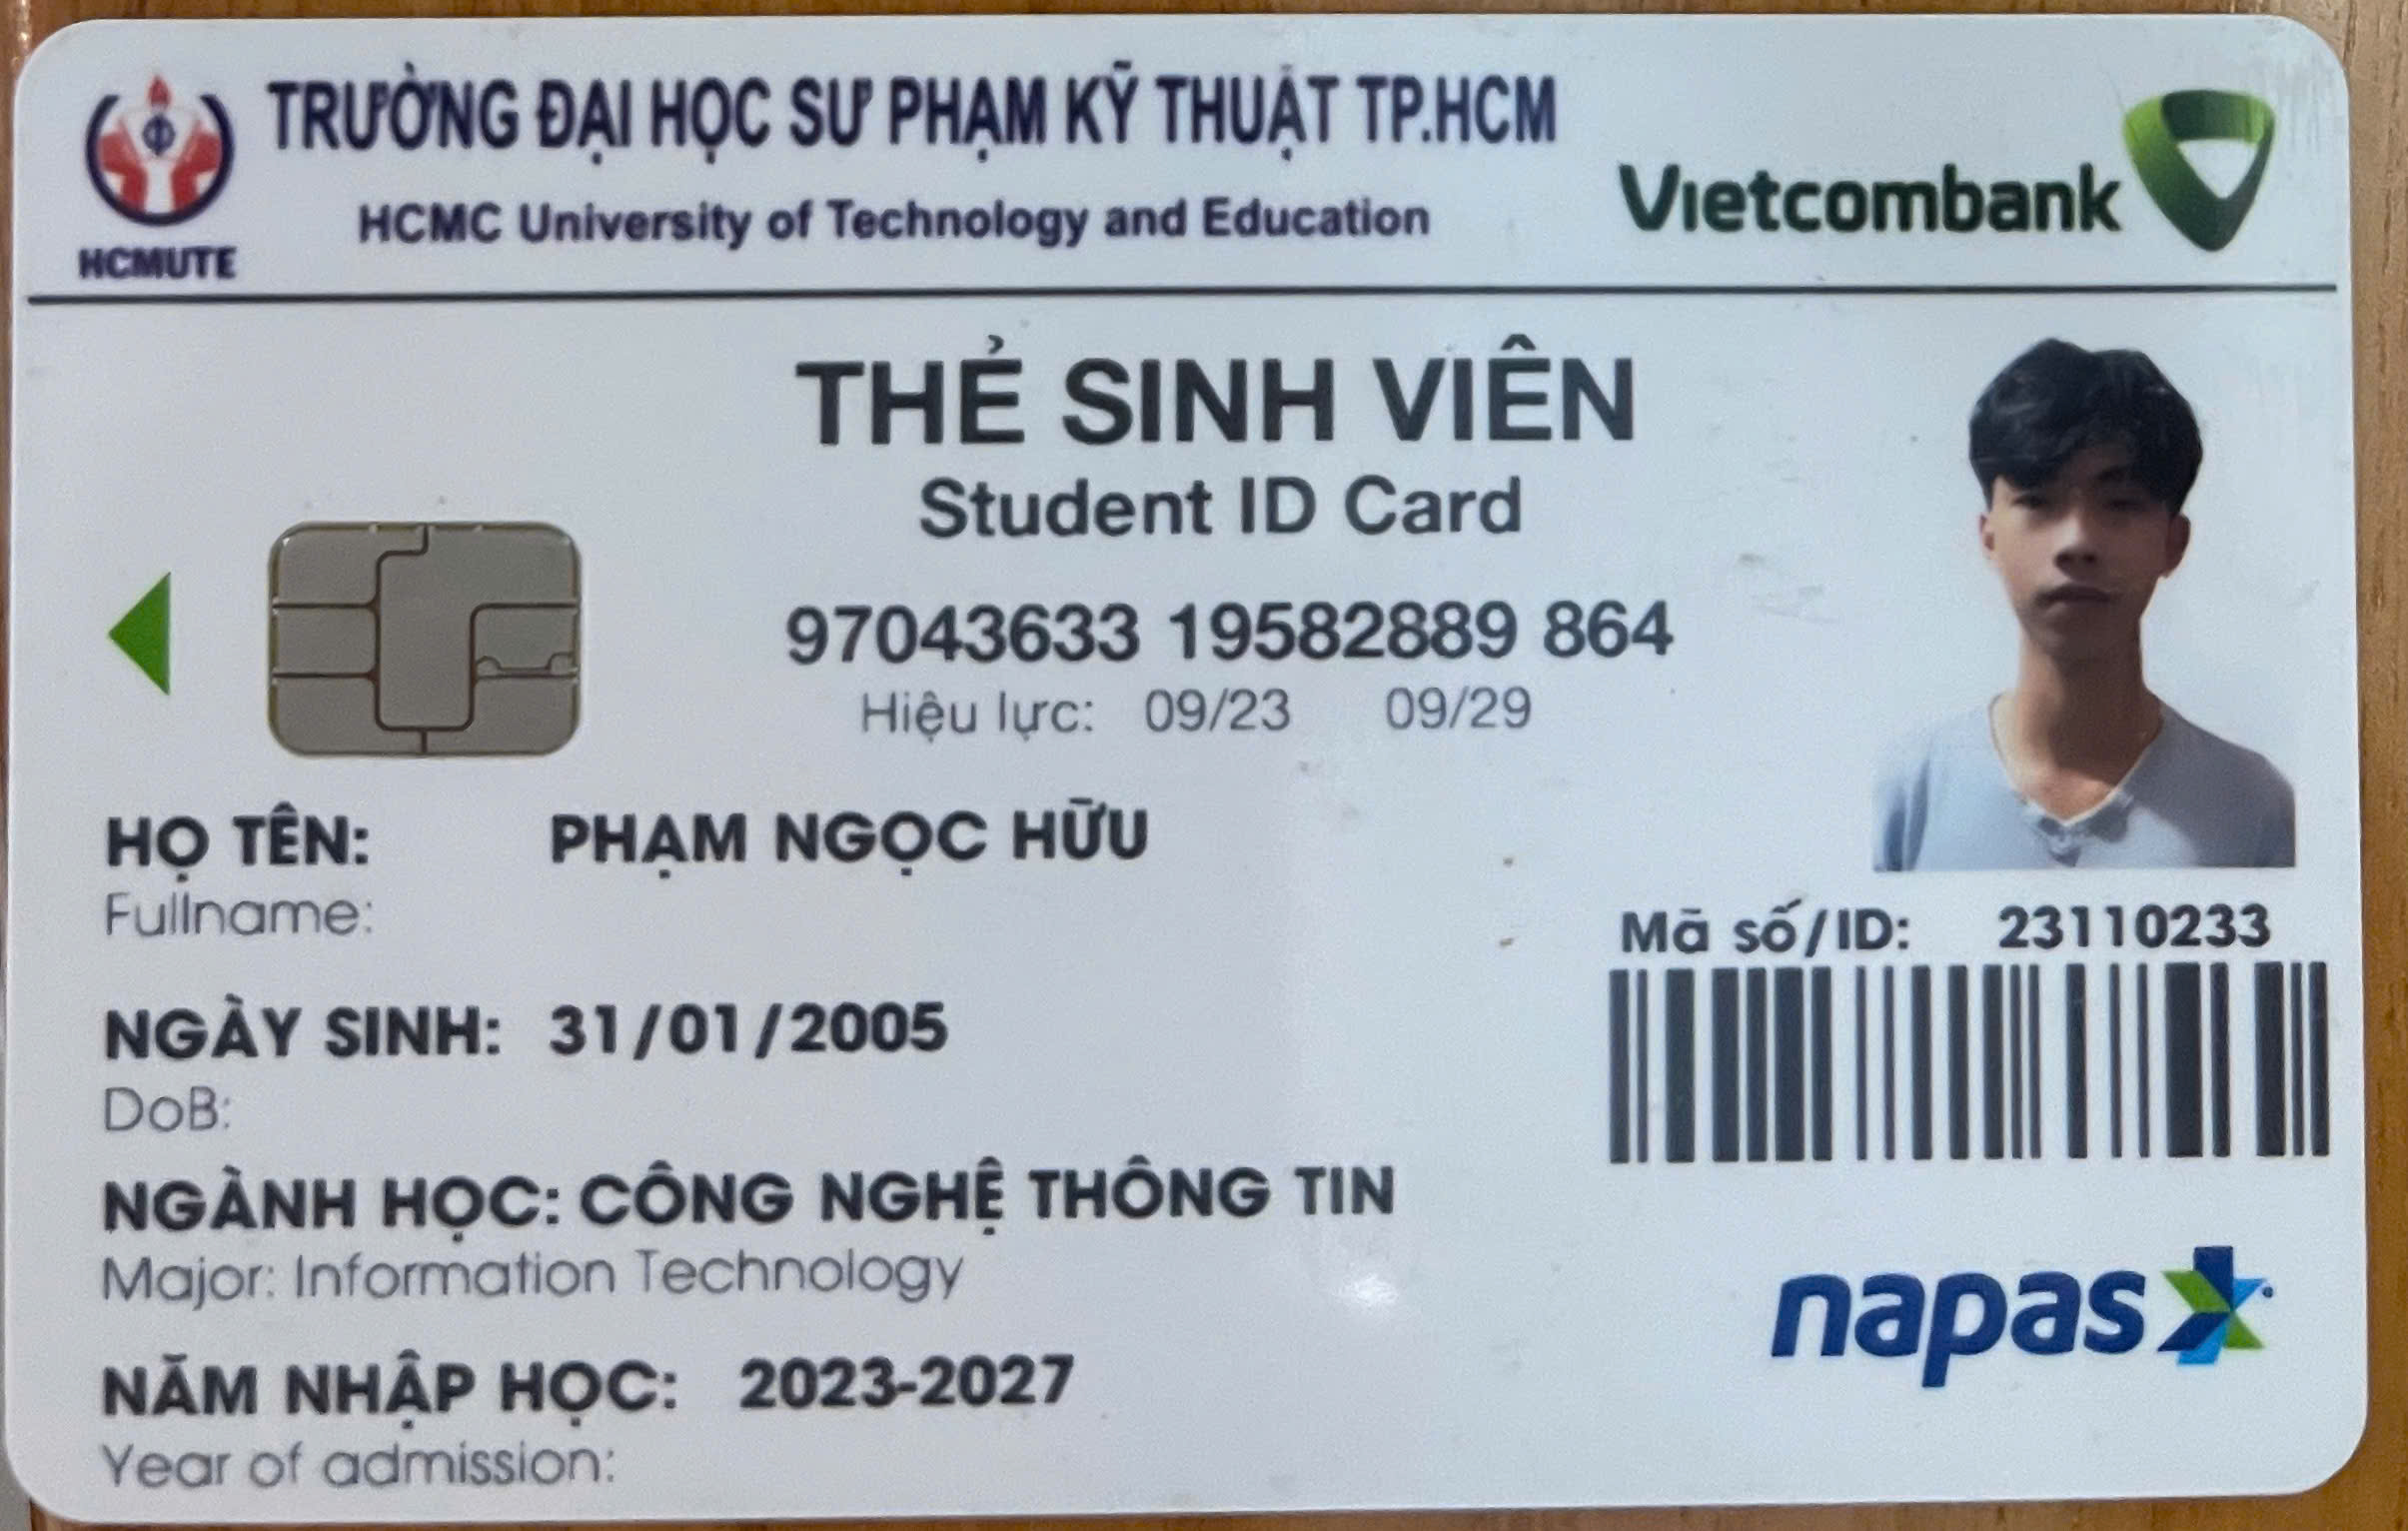 TRƯỜNG ĐẠI HỌC SƯ PHẠM KỸ THUẬT TP.HCM
HCMC University of Technology and Education
HCMUTE
Vietcombank
THẺ SINH VIÊN
Student ID Card
97043633 19582889 864
Hiệu lực: 09/23 09/29
HỌ TÊN: PHẠM NGỌC HỮU
Fullname:
Mã số/ID: 23110233
NGÀY SINH: 31/01/2005
DoB:
NGÀNH HỌC: CÔNG NGHỆ THÔNG TIN
Major: Information Technology
napas
NĂM NHẬP HỌC: 2023-2027
Year of admission: